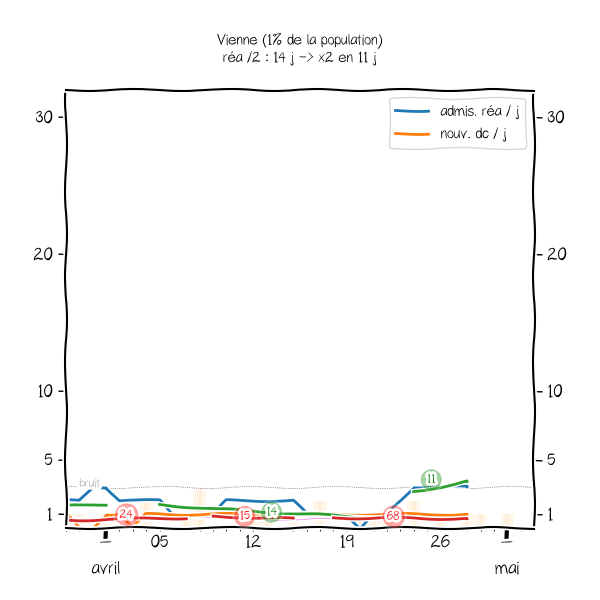 Vienne (1% de la population)
réa /2 : 14 j -> x2 en 11 j
admis. réa / j
nouv. dc / j
30
30
20
20
10
10
5
5
bruit
1
1
24
15
14
68
11
05
12
19
26
avril
mai